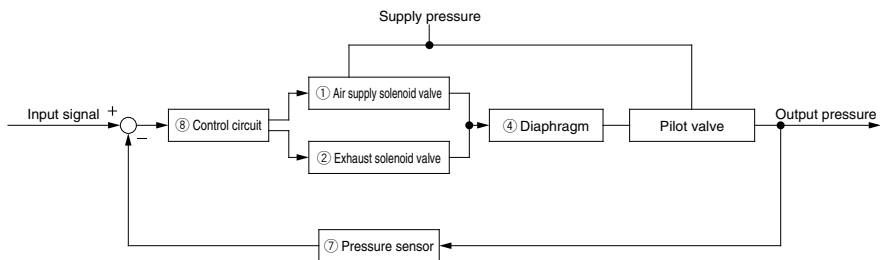 Supply pressure
Input signal
+
−
⑧ Control circuit
① Air supply solenoid valve
② Exhaust solenoid valve
④ Diaphragm
Pilot valve
Output pressure
⑦ Pressure sensor